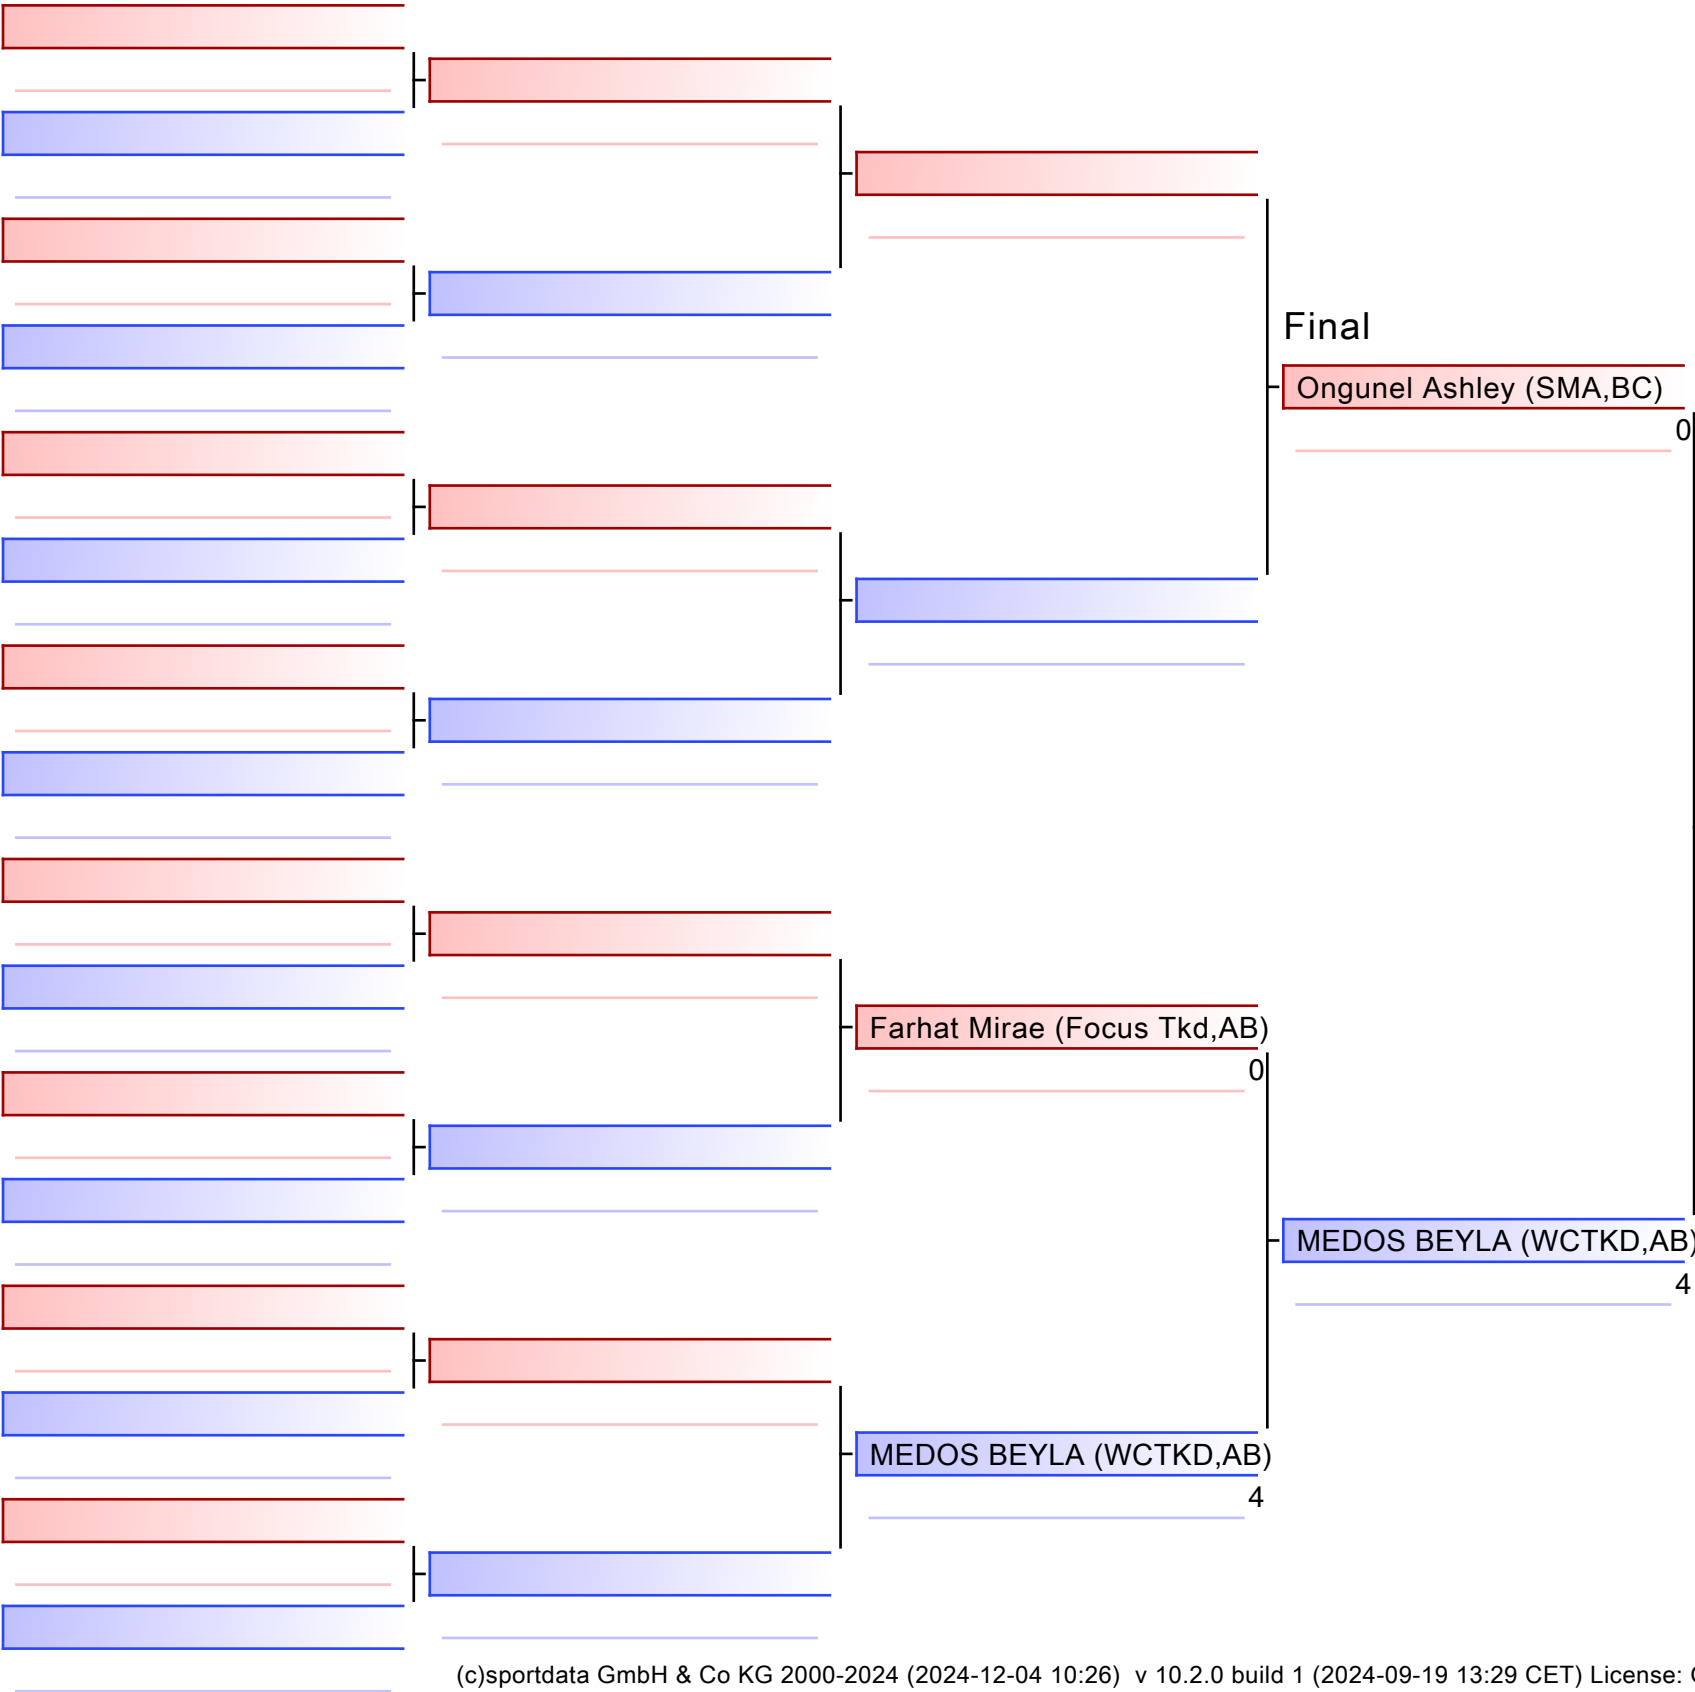 Final
Ongunel Ashley (SMA,BC)
0
Farhat Mirae (Focus Tkd,AB)
0
MEDOS BEYLA (WCTKD,AB)
4
MEDOS BEYLA (WCTKD,AB)
4
(c)sportdata GmbH & Co KG 2000-2024 (2024-12-04 10:26) v 10.2.0 build 1 (2024-09-19 13:29 CET) License: